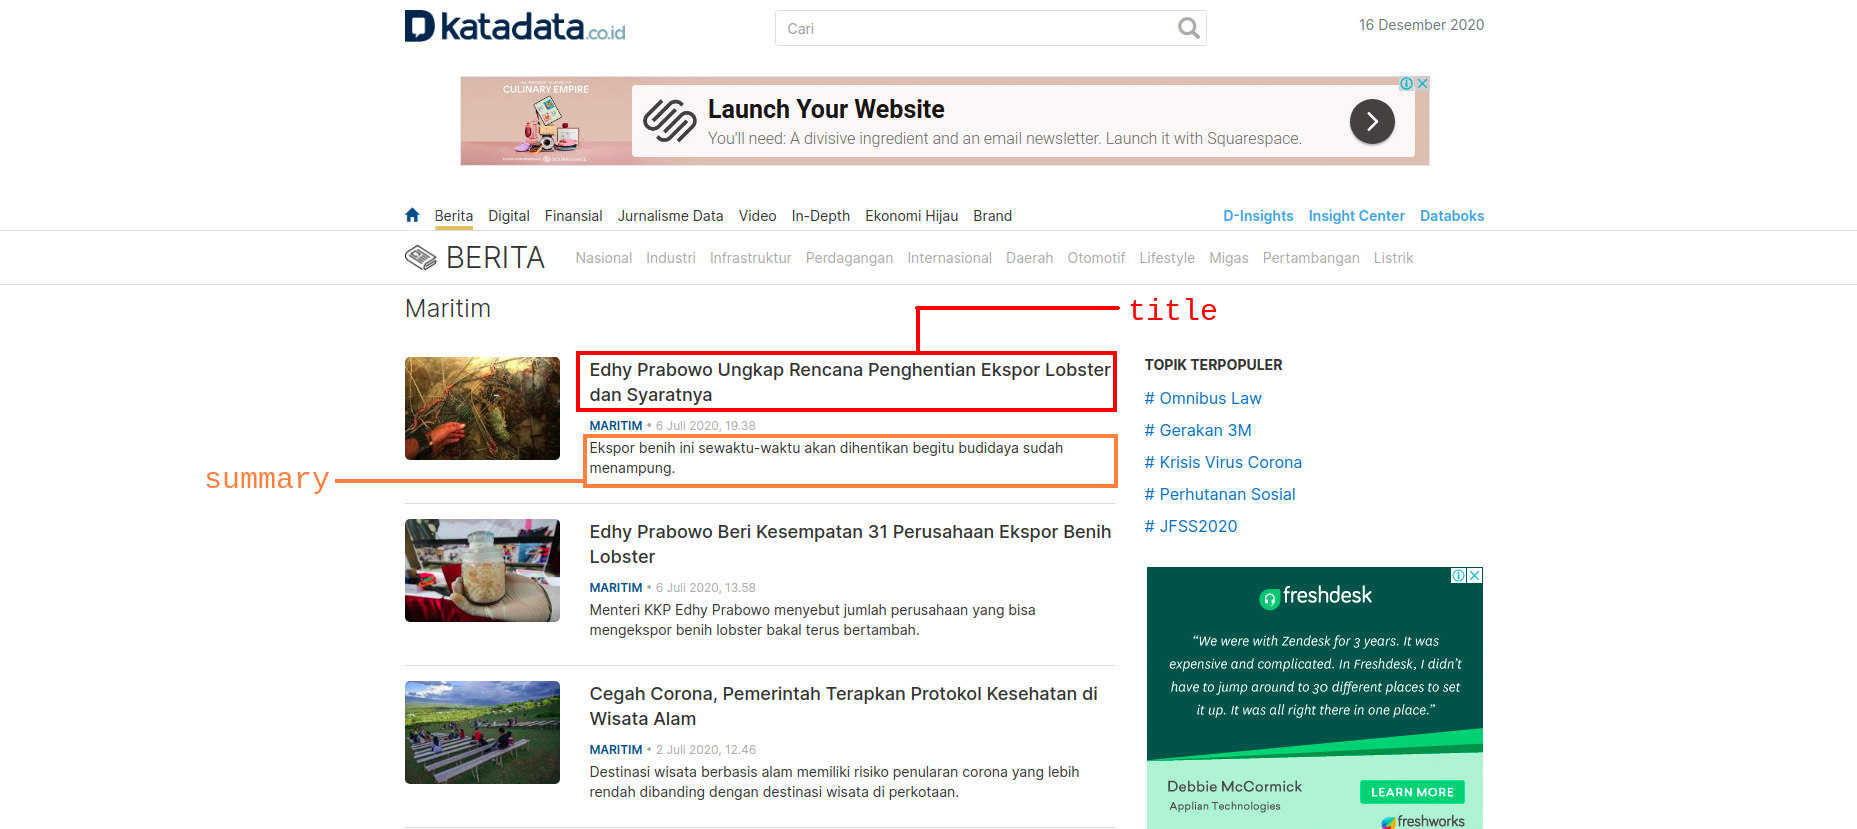 katadata.co.id
Cari
16 Desember 2020
CULINARY EMPIRE
Launch Your Website
You'll need: A divisive ingredient and an email newsletter. Launch it with Squarespace.
Berita Digital Finansial Jurnalisme Data Video In-Depth Ekonomi Hijau Brand
D-Insights Insight Center Databoks
BERITA
Nasional Industri Infrastruktur Perdagangan Internasional Daerah Otomotif Lifestyle Migas Pertambangan Listrik
Maritim
title
Edhy Prabowo Ungkap Rencana Penghentian Ekspor Lobster
dan Syaratnya
MARITIM • 6 Juli 2020, 19.38
Ekspor benih ini sewaktu-waktu akan dihentikan begitu budidaya sudah
menampung.
summary
Edhy Prabowo Beri Kesempatan 31 Perusahaan Ekspor Benih
Lobster
MARITIM • 6 Juli 2020, 13.58
Menteri KKP Edhy Prabowo menyebut jumlah perusahaan yang bisa
mengekspor benih lobster bakal terus bertambah.
Cegah Corona, Pemerintah Terapkan Protokol Kesehatan di
Wisata Alam
MARITIM • 2 Juli 2020, 12.46
Destinasi wisata berbasis alam memiliki risiko penularan corona yang lebih
rendah dibanding dengan destinasi wisata di perkotaan.
TOPIK TERPOPULER
# Omnibus Law
# Gerakan 3M
# Krisis Virus Corona
# Perhutanan Sosial
# JFSS2020
freshdesk
“We were with Zendesk for 3 years. It was
expensive and complicated. In Freshdesk, I didn’t
have to jump around to 30 different places to set
it up. It was all right there in one place.”
Debbie McCormick
Applian Technologies
LEARN MORE
freshworks